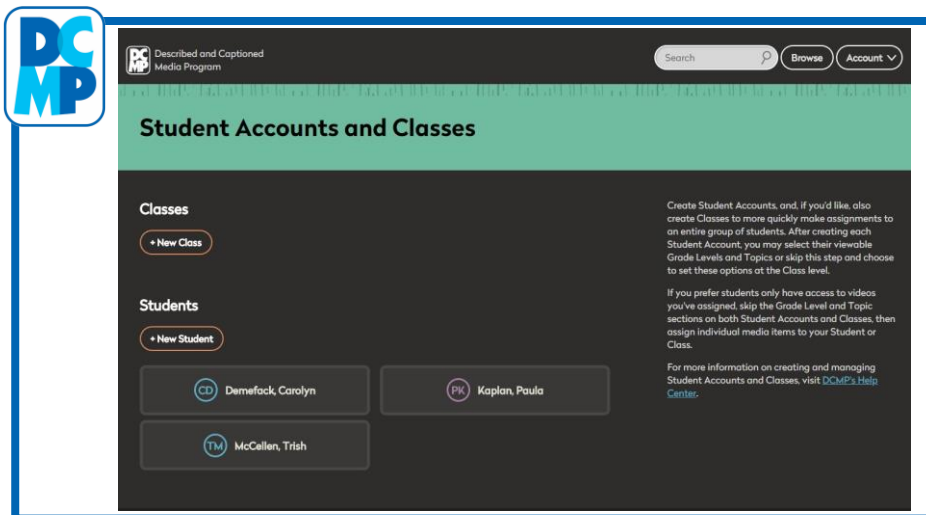 DC
MP
DC
MP
Described and Captioned
Media Program
Search
Browse
Account
Student Accounts and Classes
Classes
+ New Class
Students
+ New Student
CD Demefack, Carolyn
PK Kaplan, Paula
TM McCellen, Trish
Create Student Accounts, and, if you'd like, also
create Classes to more quickly make assignments to
an entire group of students. After creating each
Student Account, you may select their viewable
Grade Levels and Topics or skip this step and choose
to set these options at the Class level.
If you prefer students only have access to videos
you've assigned, skip the Grade Level and Topic
sections on both Student Accounts and Classes, then
assign individual media items to your Student or
Class.
For more information on creating and managing
Student Accounts and Classes, visit DCMP's Help
Center.